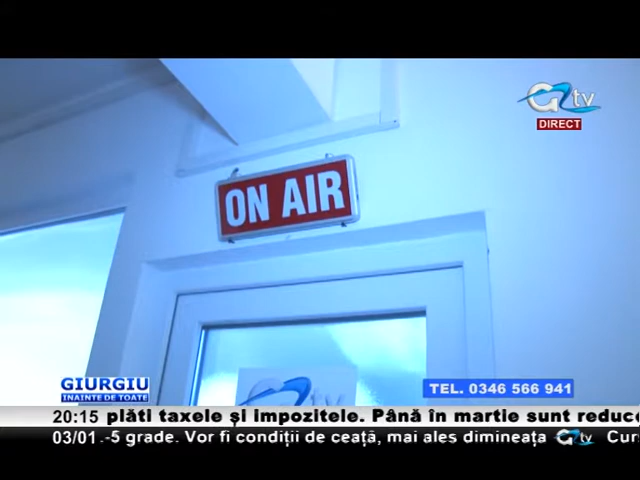 Gtv
DIRECT
ON AIR
GIURGIU
ÎNAINTE DE TOATE
TEL. 0346 566 941
20:15 plăti taxele și impozitele. Până în martie sunt reduc
03/01 -5 grade. Vor fi condiții de ceață, mai ales dimineața Gtv Cur